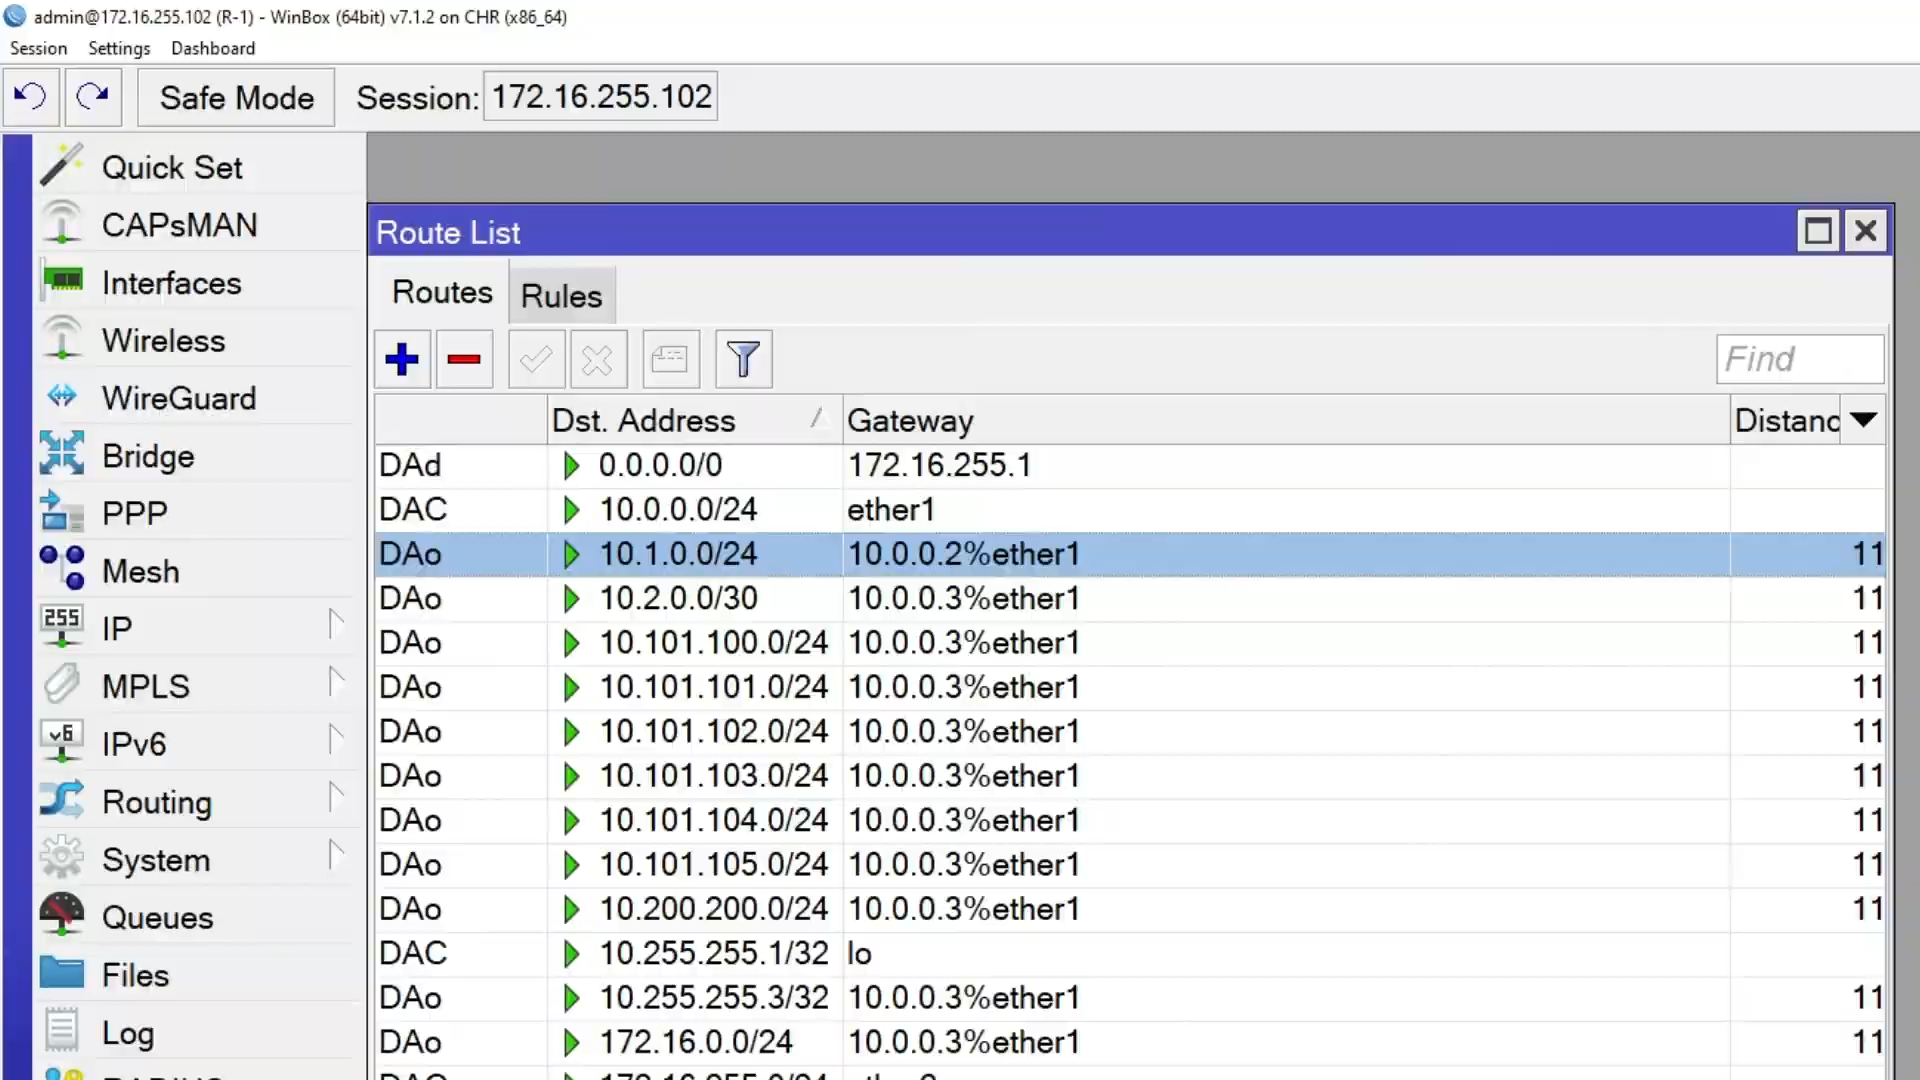 admin@172.16.255.102 (R-1) - WinBox (64bit) v7.1.2 on CHR (x86_64)
Session Settings Dashboard
Safe Mode Session: 172.16.255.102
Quick Set
CAPsMAN
Interfaces
Wireless
WireGuard
Bridge
PPP
Mesh
255 IP
MPLS
v6 IPv6
Routing
System
Queues
Files
Log
Route List
Routes Rules
Find
Dst. Address Gateway Distanc
DAd 0.0.0.0/0 172.16.255.1
DAC 10.0.0.0/24 ether1
DAo 10.1.0.0/24 10.0.0.2%ether1 11
DAo 10.2.0.0/30 10.0.0.3%ether1 11
DAo 10.101.100.0/24 10.0.0.3%ether1 11
DAo 10.101.101.0/24 10.0.0.3%ether1 11
DAo 10.101.102.0/24 10.0.0.3%ether1 11
DAo 10.101.103.0/24 10.0.0.3%ether1 11
DAo 10.101.104.0/24 10.0.0.3%ether1 11
DAo 10.101.105.0/24 10.0.0.3%ether1 11
DAo 10.200.200.0/24 10.0.0.3%ether1 11
DAC 10.255.255.1/32 lo
DAo 10.255.255.3/32 10.0.0.3%ether1 11
DAo 172.16.0.0/24 10.0.0.3%ether1 11